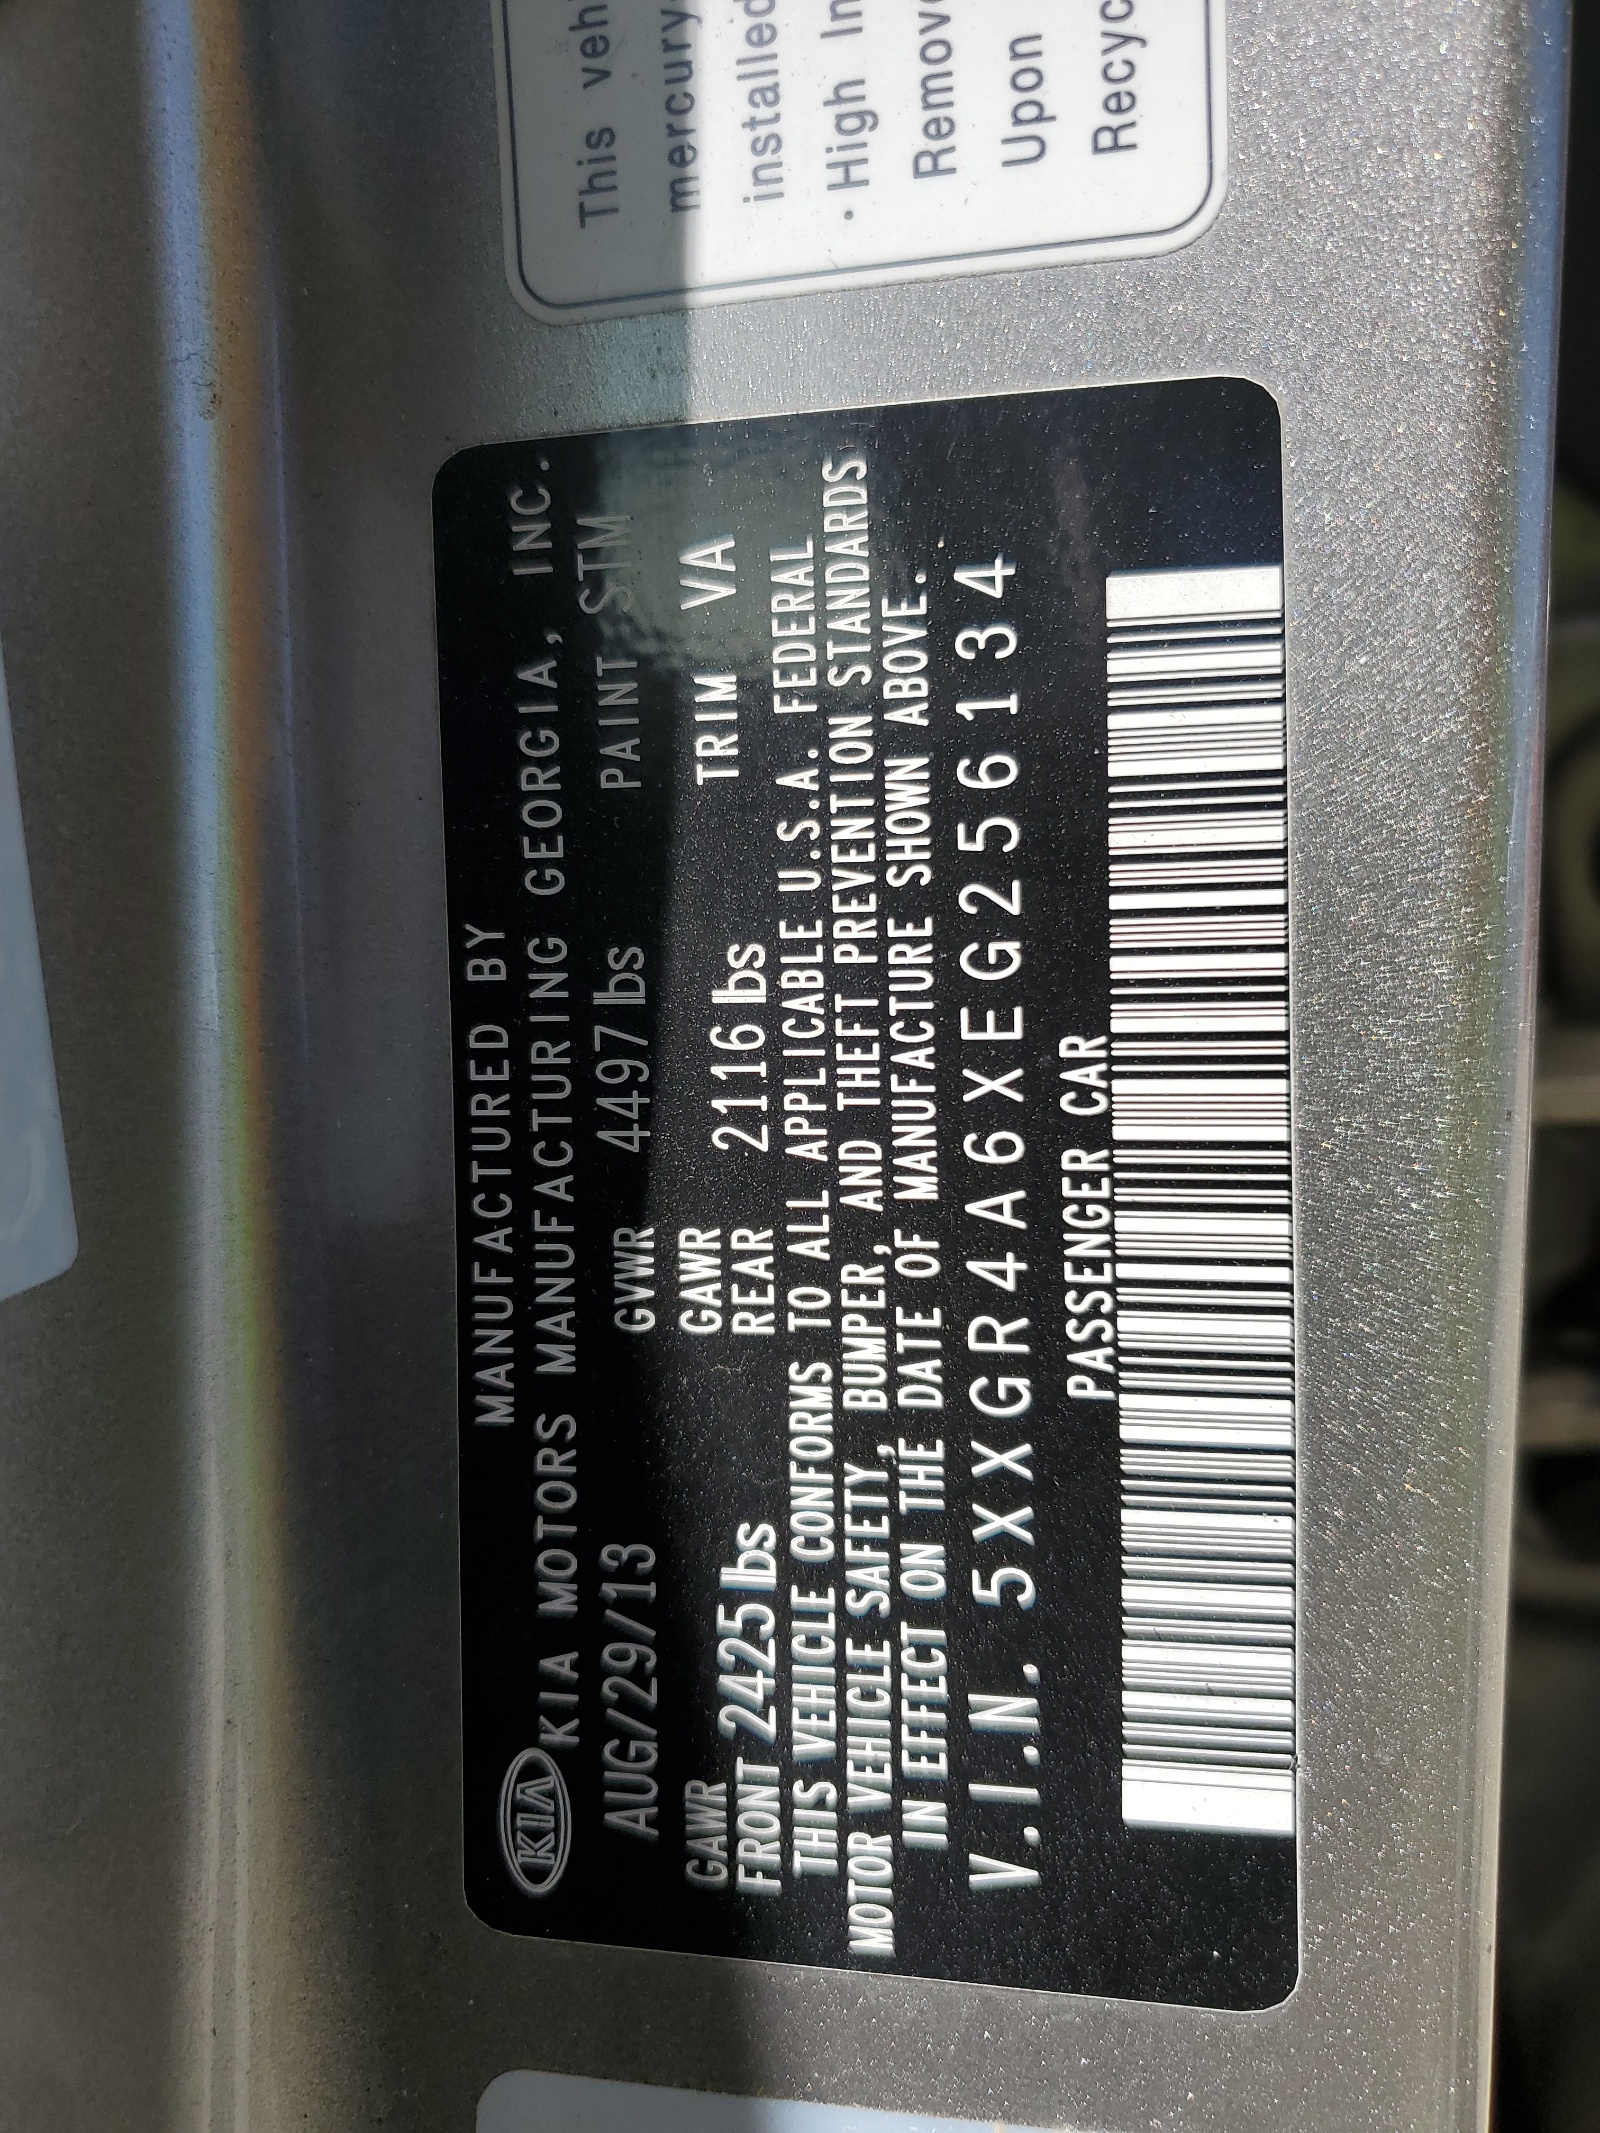 MANUFACTURED BY
KIA KIA MOTORS MANUFACTURING GEORGIA, INC.
AUG/29/13 GVWR 4497 lbs PAINT STM
GAWR FRONT 2425 lbs GAWR REAR 2116 lbs TRIM VA
THIS VEHICLE CONFORMS TO ALL APPLICABLE U.S.A. FEDERAL
MOTOR VEHICLE SAFETY, BUMPER, AND THEFT PREVENTION STANDARDS
IN EFFECT ON THE DATE OF MANUFACTURE SHOWN ABOVE.
V.I.N. 5XXGR4A6XEG256134
PASSENGER CAR
This veh
mercury
installed
· High In
Remove
Upon
Recyc